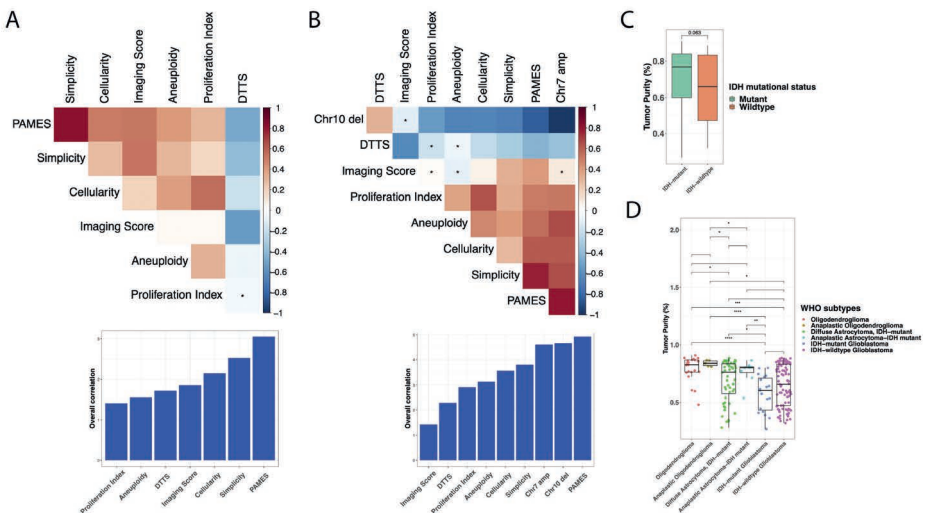 A
Simplicity
Cellularity
Imaging Score
Aneuploidy
Proliferation Index
DTTS
PAMES
Simplicity
Cellularity
Imaging Score
Aneuploidy
Proliferation Index
*
1
0.8
0.6
0.4
0.2
0
−0.2
−0.4
−0.6
−0.8
−1
Overall correlation
Proliferation Index
Aneuploidy
DTTS
Imaging Score
Cellularity
Simplicity
PAMES
B
DTTS
Imaging Score
Proliferation Index
Aneuploidy
Cellularity
Simplicity
PAMES
Chr7 amp
Chr10 del
*
DTTS
* *
Imaging Score
* * *
Proliferation Index
Aneuploidy
Cellularity
Simplicity
PAMES
1
0.8
0.6
0.4
0.2
0
−0.2
−0.4
−0.6
−0.8
−1
Overall correlation
Imaging Score
DTTS
Proliferation Index
Aneuploidy
Cellularity
Simplicity
Chr7 amp
Chr10 del
PAMES
C
0.063
Tumor Purity (%)
0.8
0.6
0.4
IDH−mutant
IDH−wildtype
IDH mutational status
Mutant
Wildtype
D
Tumor Purity (%)
2.0
1.5
1.0
0.5
*
*
*
*
*
***
****
**
*
****
Oligodendroglioma
Anaplastic Oligodendroglioma
Diffuse Astrocytoma, IDH−mutant
Anaplastic Astrocytoma−IDH mutant
IDH−mutant Glioblastoma
IDH−wildtype Glioblastoma
WHO subtypes
Oligodendroglioma
Anaplastic Oligodendroglioma
Diffuse Astrocytoma, IDH−mutant
Anaplastic Astrocytoma−IDH mutant
IDH−mutant Glioblastoma
IDH−wildtype Glioblastoma